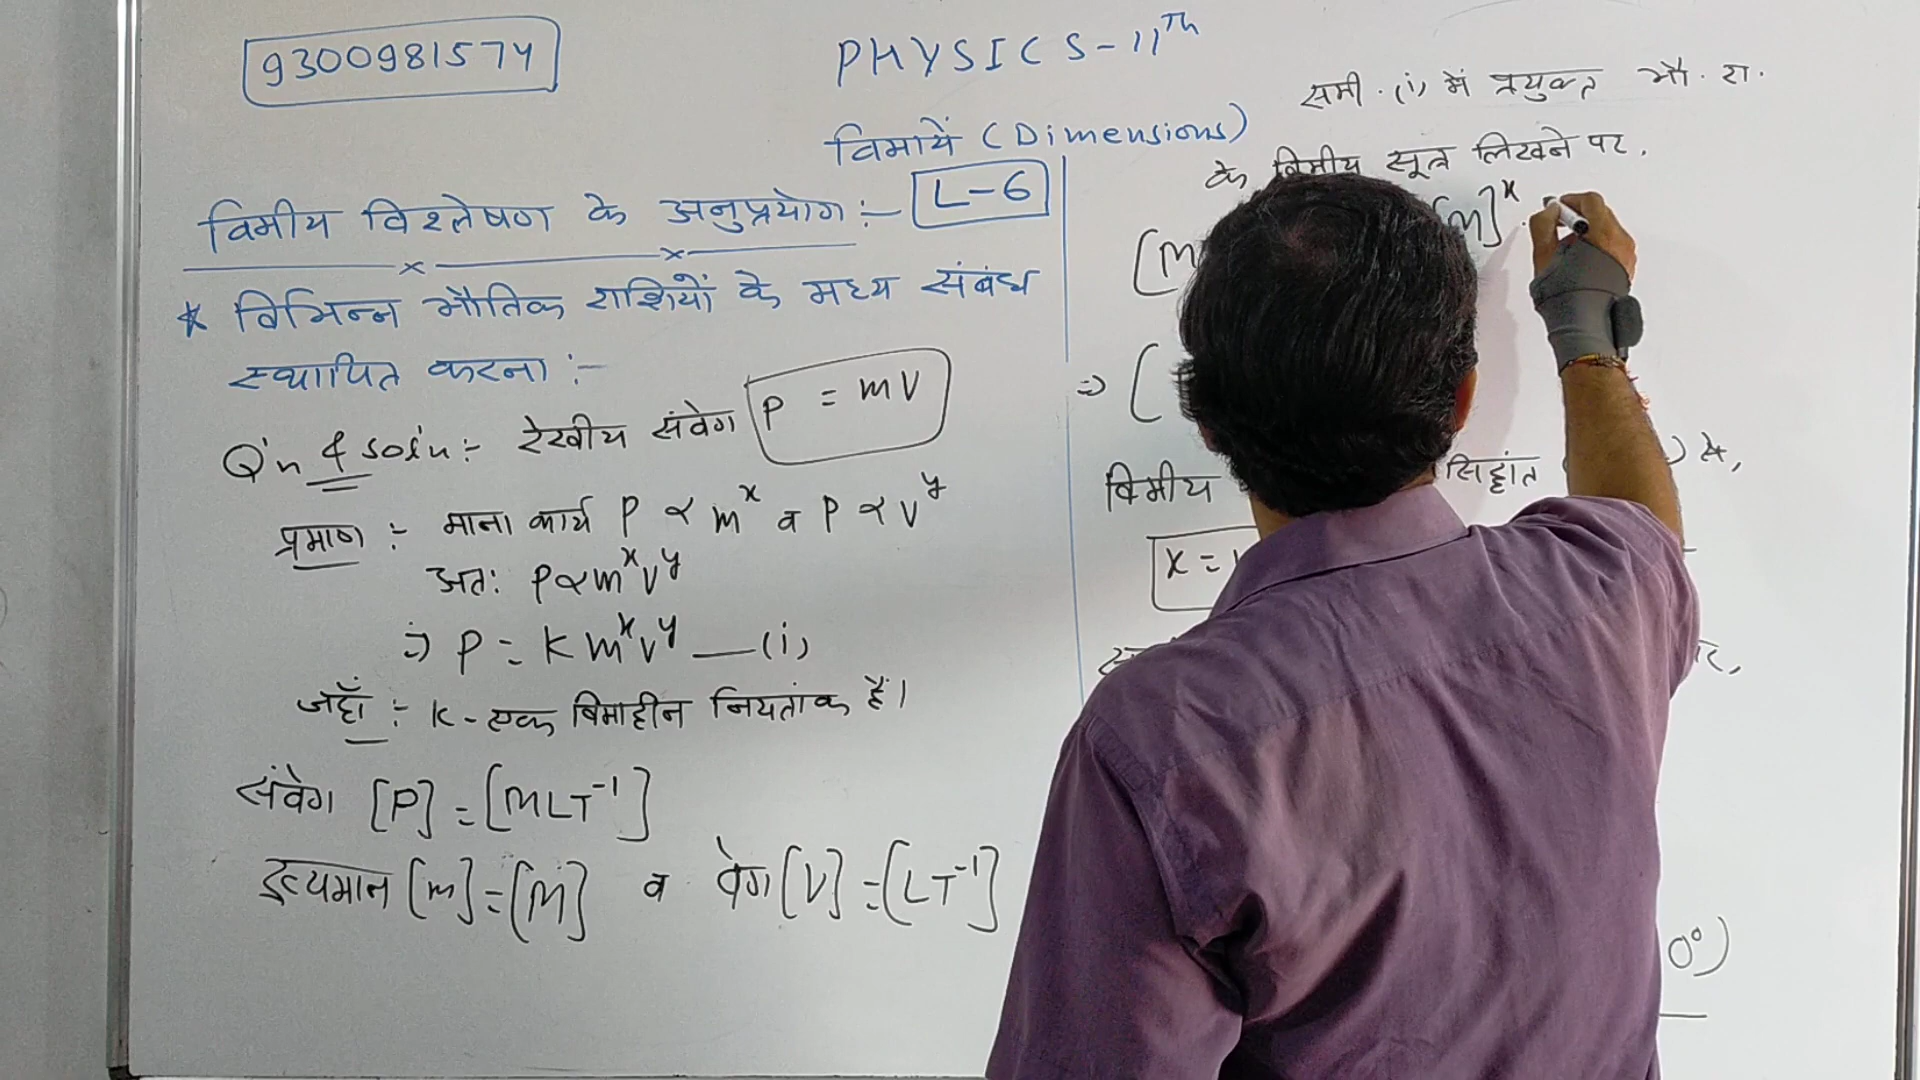 9300981574
PHYSICS-11Th
विमायें (Dimensions)
L-6
विमीय विश्लेषण के अनुप्रयोग :-
* विभिन्न भौतिक राशियों के मध्य संबंध
स्थापित करना :-
Q'n & Sol'n :- रेखीय संवेग P = mV
प्रमाण :- माना कार्य P ∝ m^x व P ∝ V^y
अत: P ∝ m^x V^y
⇒ P = K m^x V^y —(i)
जहाँ :- K - एक विमाहीन नियतांक हैं।
संवेग [P] = [MLT⁻¹]
द्रव्यमान [m] = [M] व वेग [V] = [LT⁻¹]
समी. (i) में प्रयुक्त भौ. रा.
के विमीय सूत्र लिखने पर,
[M M]^x .
⇒ [
विमीय सिद्धांत से,
x =
0°)